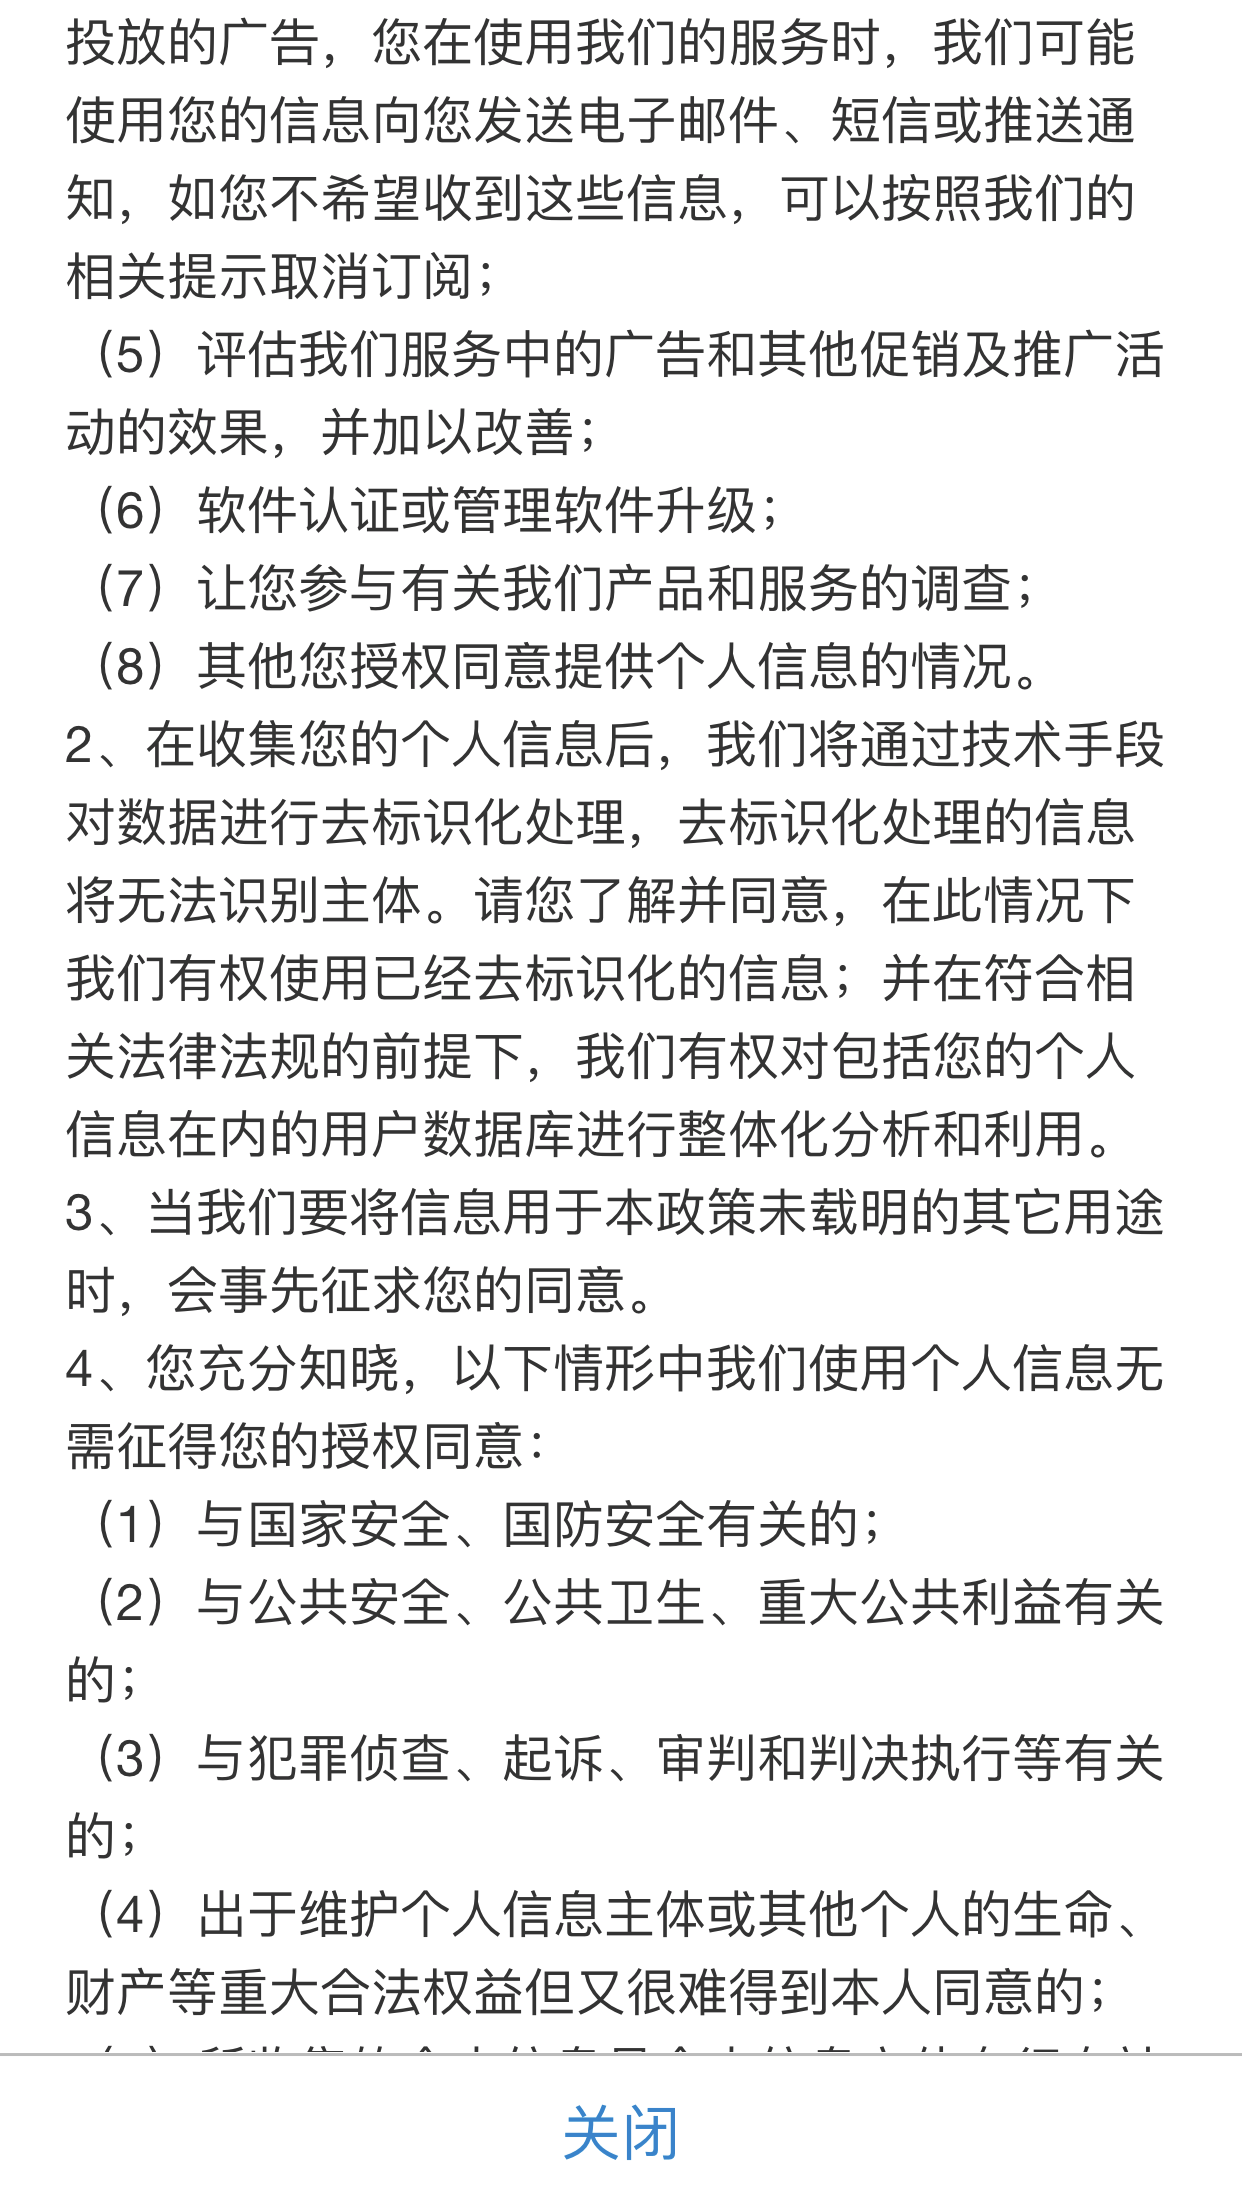 投放的广告，您在使用我们的服务时，我们可能
使用您的信息向您发送电子邮件、短信或推送通
知，如您不希望收到这些信息，可以按照我们的
相关提示取消订阅；
（5）评估我们服务中的广告和其他促销及推广活
动的效果，并加以改善；
（6）软件认证或管理软件升级；
（7）让您参与有关我们产品和服务的调查；
（8）其他您授权同意提供个人信息的情况。
2、在收集您的个人信息后，我们将通过技术手段
对数据进行去标识化处理，去标识化处理的信息
将无法识别主体。请您了解并同意，在此情况下
我们有权使用已经去标识化的信息；并在符合相
关法律法规的前提下，我们有权对包括您的个人
信息在内的用户数据库进行整体化分析和利用。
3、当我们要将信息用于本政策未载明的其它用途
时，会事先征求您的同意。
4、您充分知晓，以下情形中我们使用个人信息无
需征得您的授权同意：
（1）与国家安全、国防安全有关的；
（2）与公共安全、公共卫生、重大公共利益有关
的；
（3）与犯罪侦查、起诉、审判和判决执行等有关
的；
（4）出于维护个人信息主体或其他个人的生命、
财产等重大合法权益但又很难得到本人同意的；
关闭